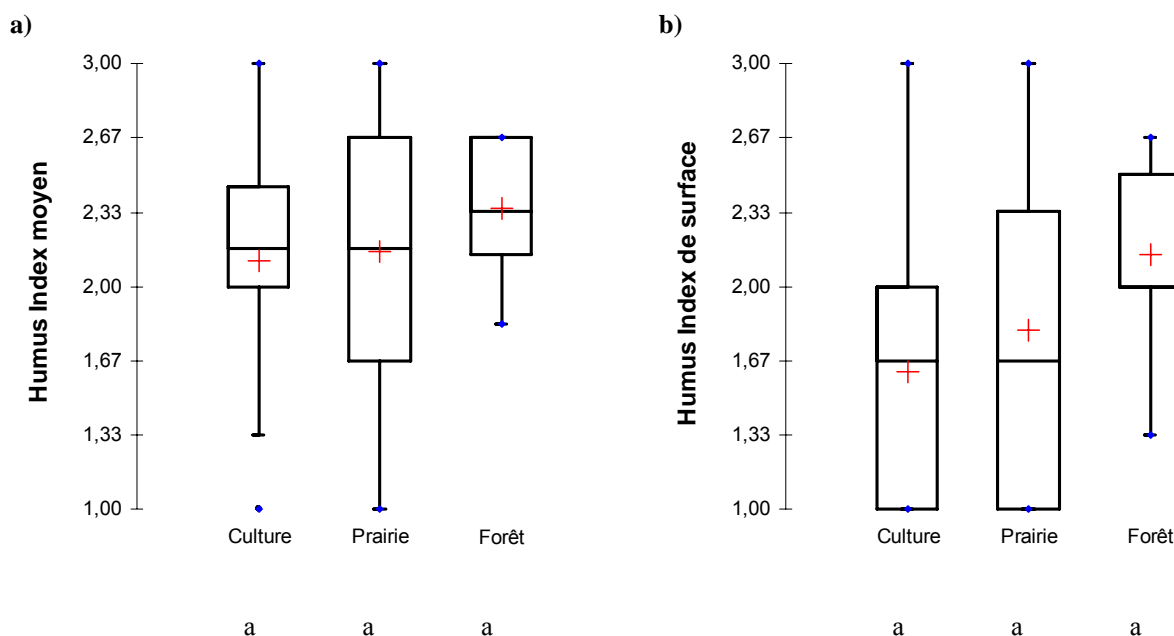 a)
Humus Index moyen
3,00
2,67
2,33
2,00
1,67
1,33
1,00
Culture Prairie Forêt
a a a
b)
Humus Index de surface
3,00
2,67
2,33
2,00
1,67
1,33
1,00
Culture Prairie Forêt
a a a